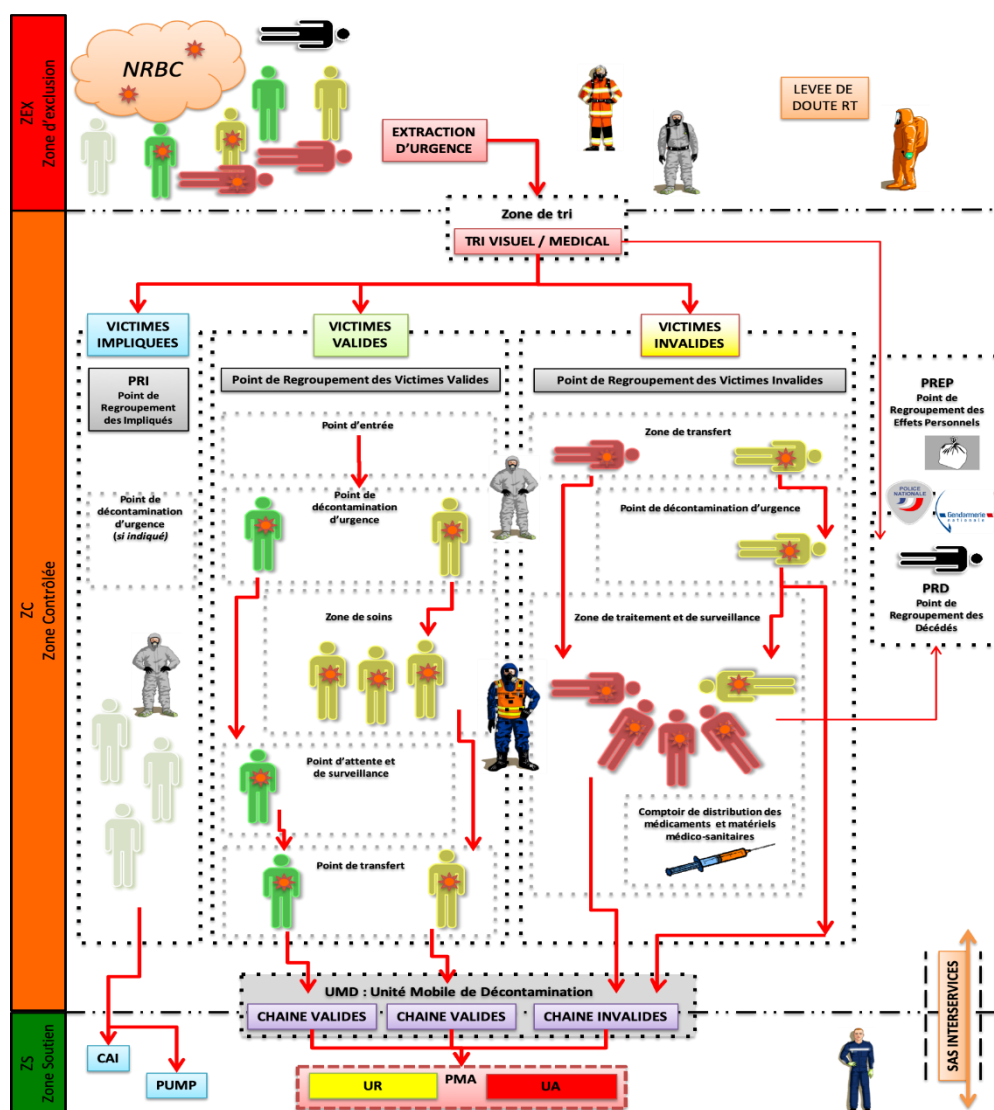 ZEX
Zone d'exclusion
NRBC
EXTRACTION
D'URGENCE
LEVEE DE
DOUTE RT
Zone de tri
TRI VISUEL / MEDICAL
ZC
Zone Contrôlée
VICTIMES
IMPLIQUEES
VICTIMES
VALIDES
VICTIMES
INVALIDES
PRI
Point de
Regroupement
des Impliqués
Point de Regroupement des Victimes Valides
Point de Regroupement des Victimes Invalides
PREP
Point de
Regroupement des
Effets Personnels
POLICE
NATIONALE
Gendarmerie
nationale
Point d'entrée
Zone de transfert
Point de
décontamination
d'urgence
(si indiqué)
Point de
décontamination
d'urgence
Point de décontamination d'urgence
PRD
Point de
Regroupement des
Décédés
Zone de soins
Zone de traitement et de surveillance
Point d'attente et
de surveillance
Comptoir de distribution des
médicaments et matériels
médico-sanitaires
Point de transfert
UMD : Unité Mobile de Décontamination
CHAINE VALIDES
CHAINE VALIDES
CHAINE INVALIDES
SAS INTERSERVICES
ZS
Zone Soutien
CAI
PUMP
PMA
UR
UA